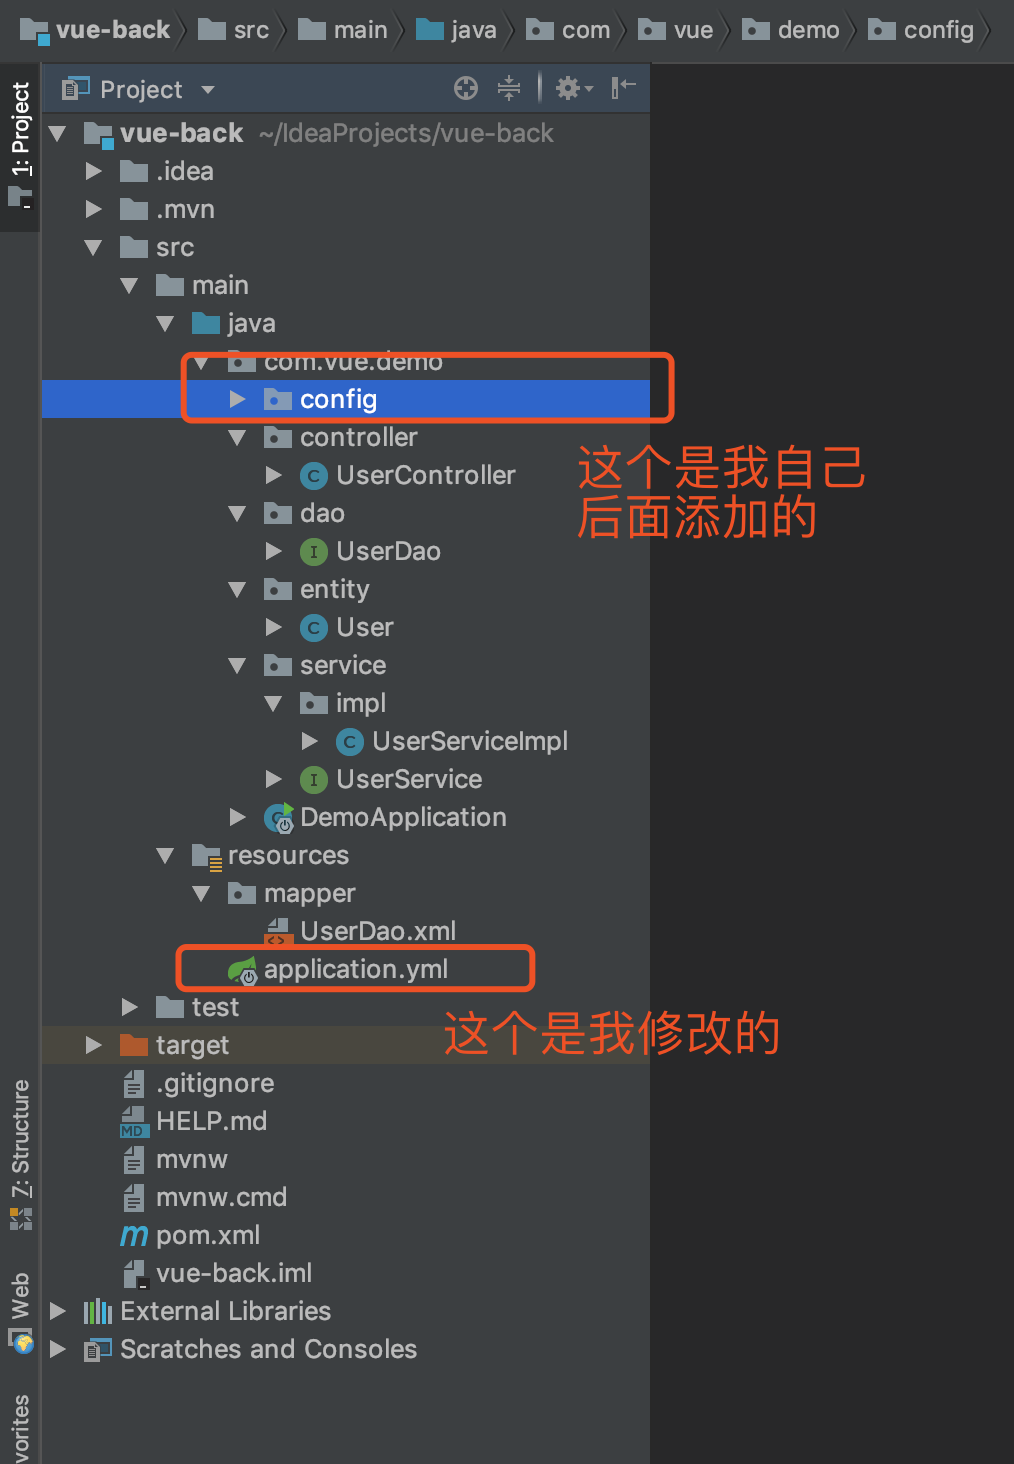 vue-back src main java com vue demo config
1: Project
Project
vue-back ~/IdeaProjects/vue-back
.idea
.mvn
src
main
java
com.vue.demo
config
controller
这个是我自己
UserController
后面添加的
dao
UserDao
entity
User
service
impl
UserServiceImpl
UserService
DemoApplication
resources
mapper
UserDao.xml
application.yml
test
这个是我修改的
target
.gitignore
HELP.md
mvnw
mvnw.cmd
pom.xml
vue-back.iml
External Libraries
Scratches and Consoles
7: Structure
Web
vorites